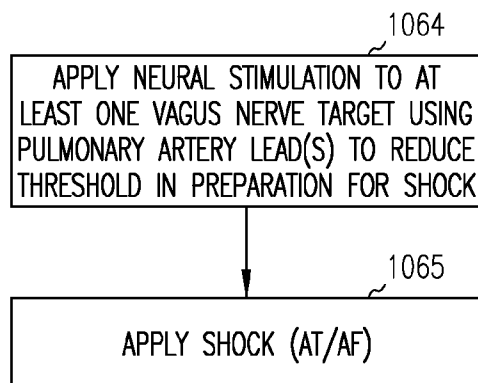 1064
APPLY NEURAL STIMULATION TO AT
LEAST ONE VAGUS NERVE TARGET USING
PULMONARY ARTERY LEAD(S) TO REDUCE
THRESHOLD IN PREPARATION FOR SHOCK
1065
APPLY SHOCK (AT/AF)